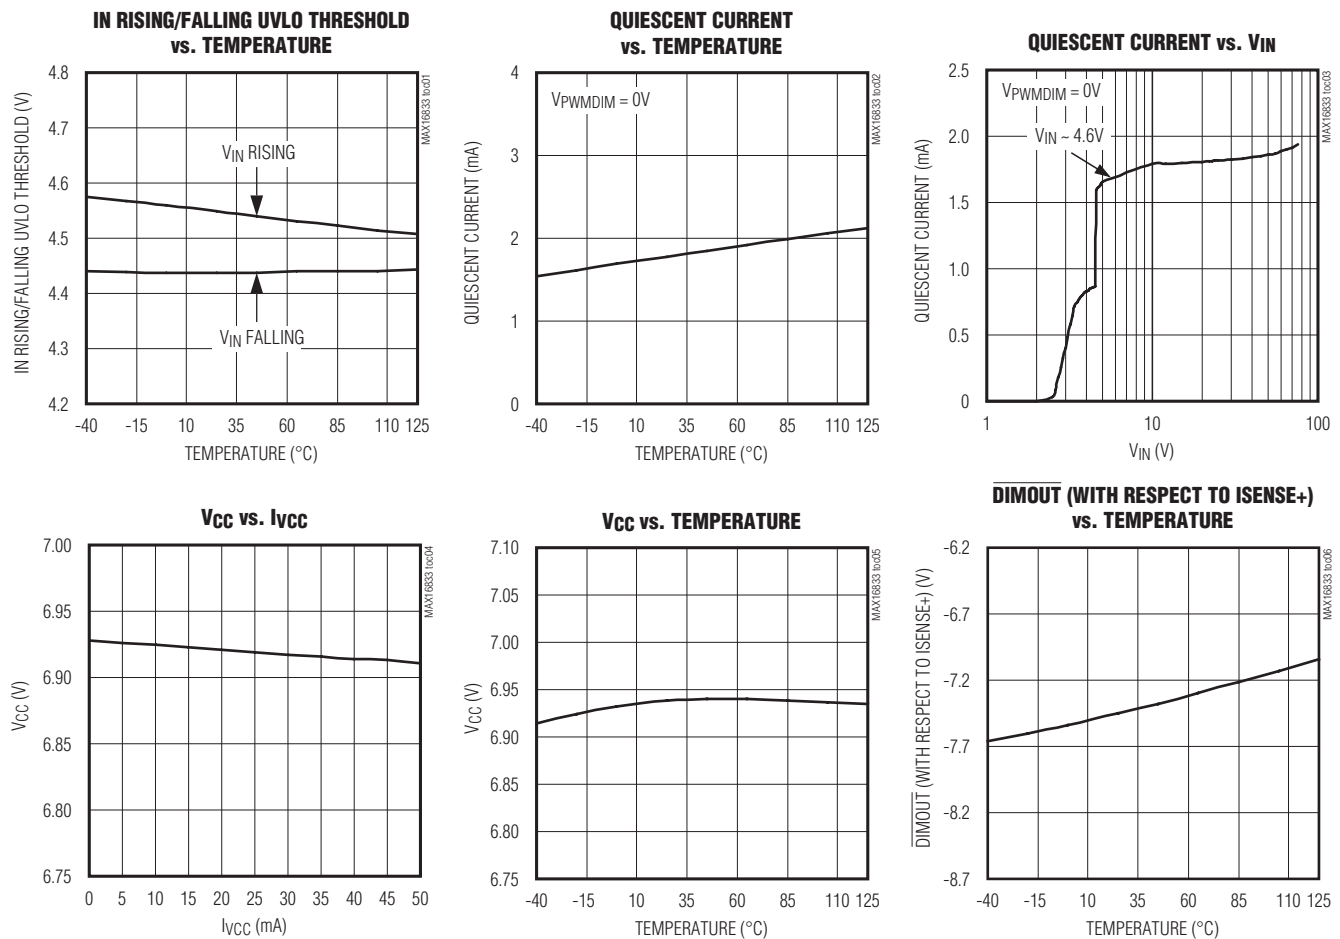 IN RISING/FALLING UVLO THRESHOLD
vs. TEMPERATURE
IN RISING/FALLING UVLO THRESHOLD (V)
4.8
4.7
4.6
4.5
4.4
4.3
4.2
VIN RISING
VIN FALLING
MAX16833 toc01
-40 -15 10 35 60 85 110 125
TEMPERATURE (°C)
QUIESCENT CURRENT
vs. TEMPERATURE
QUIESCENT CURRENT (mA)
4
3
2
1
0
VPWMDIM = 0V
MAX16833 toc02
-40 -15 10 35 60 85 110 125
TEMPERATURE (°C)
QUIESCENT CURRENT vs. VIN
QUIESCENT CURRENT (mA)
2.5
2.0
1.5
1.0
0.5
0
VPWMDIM = 0V
VIN ~ 4.6V
MAX16833 toc03
1 10 100
VIN (V)
VCC vs. IVCC
VCC (V)
7.00
6.95
6.90
6.85
6.80
6.75
MAX16833 toc04
0 5 10 15 20 25 30 35 40 45 50
IVCC (mA)
VCC vs. TEMPERATURE
VCC (V)
7.10
7.05
7.00
6.95
6.90
6.85
6.80
6.75
MAX16833 toc05
-40 -15 10 35 60 85 110 125
TEMPERATURE (°C)
DIMOUT (WITH RESPECT TO ISENSE+)
vs. TEMPERATURE
DIMOUT (WITH RESPECT TO ISENSE+) (V)
-6.2
-6.7
-7.2
-7.7
-8.2
-8.7
MAX16833 toc06
-40 -15 10 35 60 85 110 125
TEMPERATURE (°C)